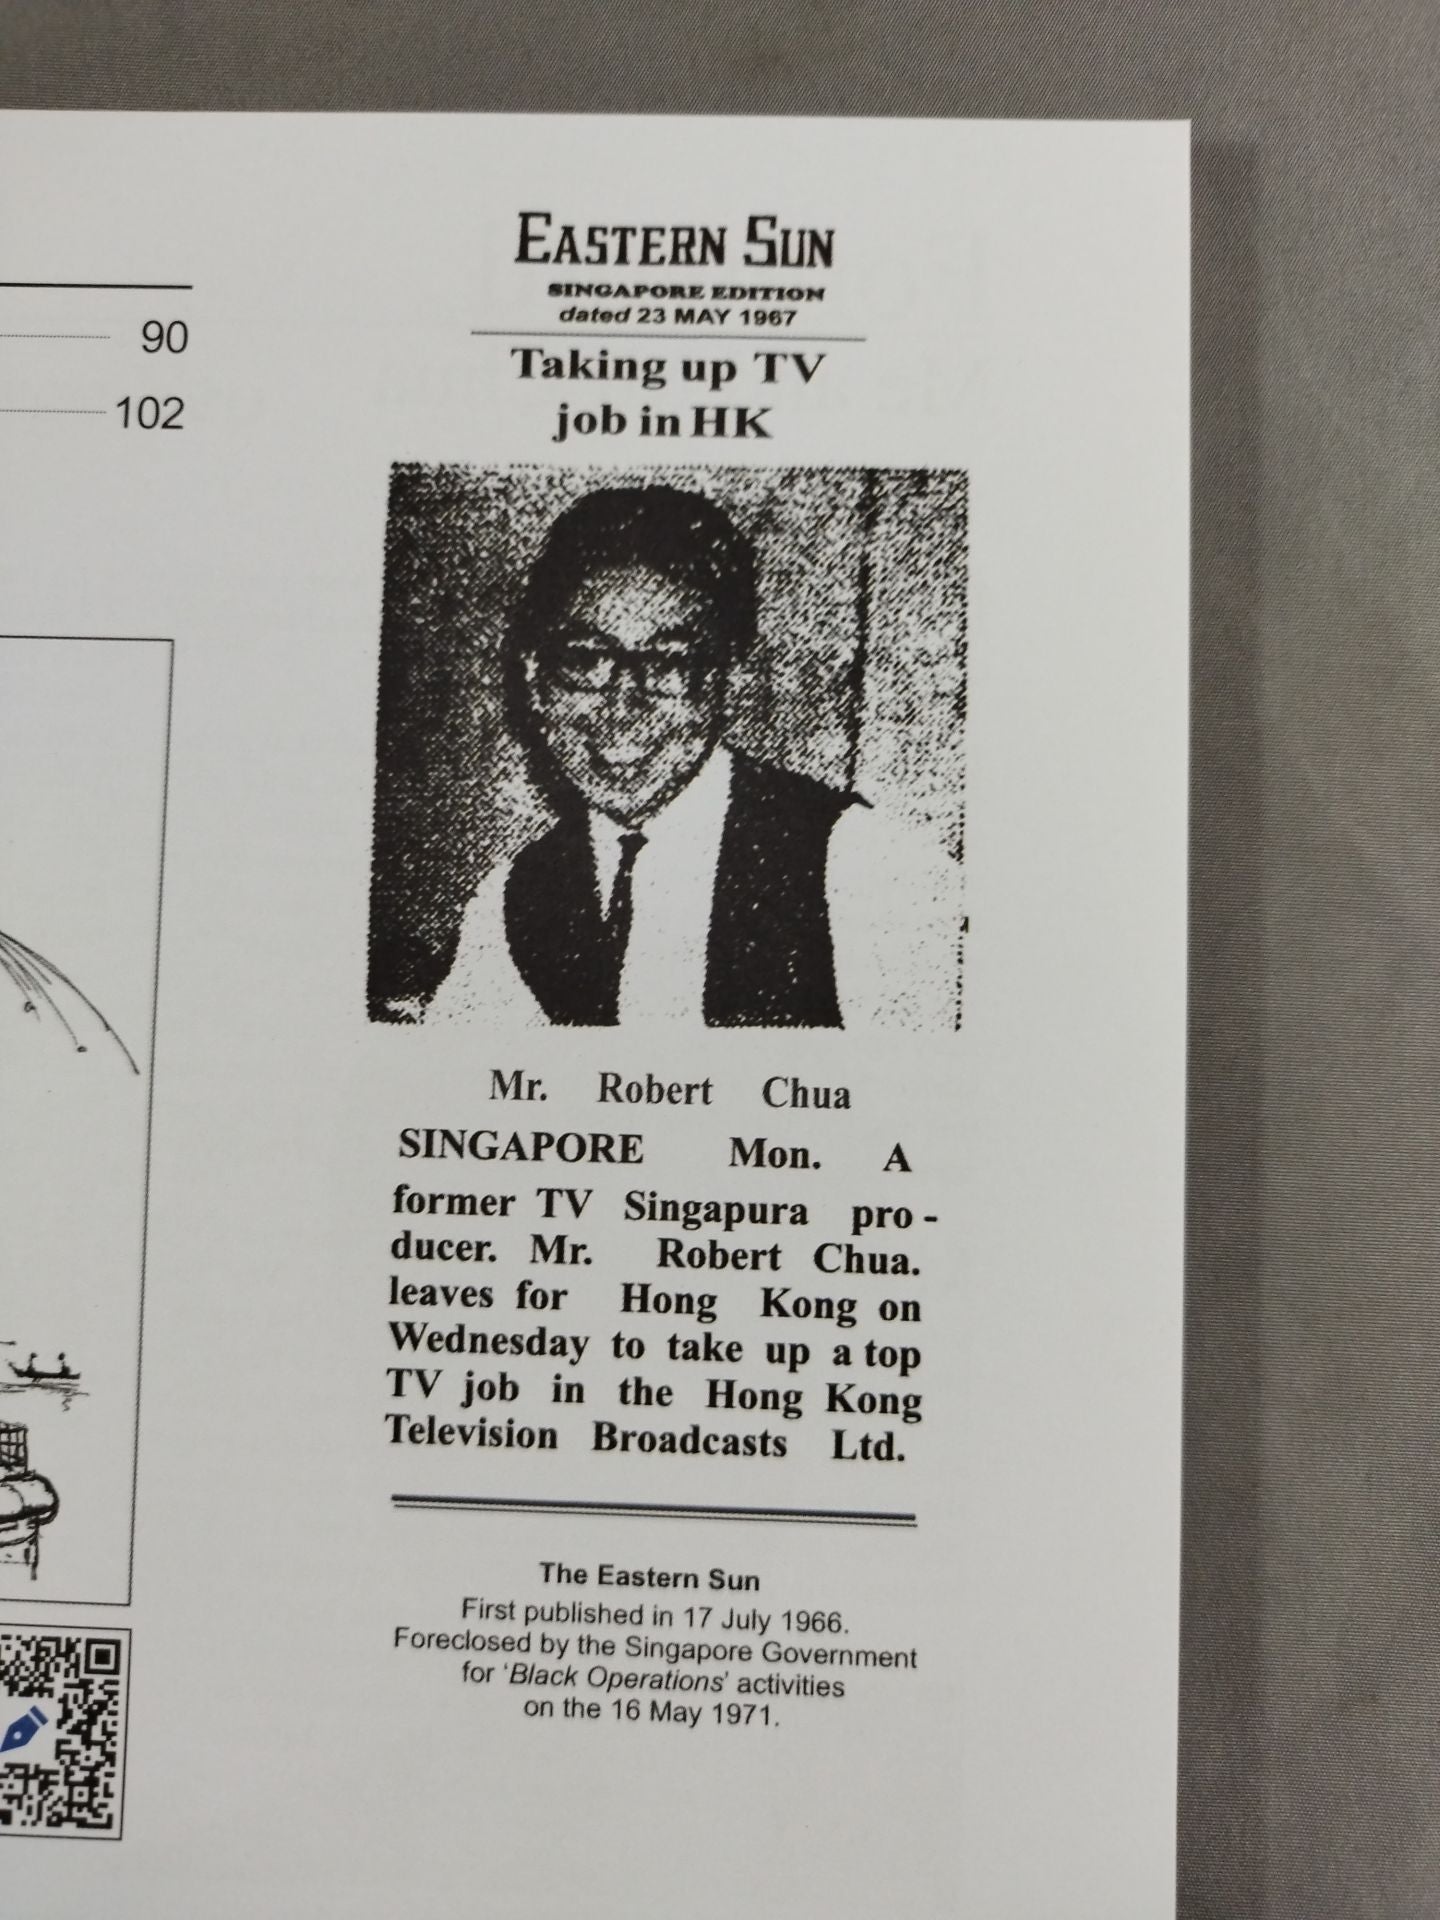 90
102
EASTERN SUN
SINGAPORE EDITION
dated 23 MAY 1967
Taking up TV
job in HK
Mr. Robert Chua
SINGAPORE Mon. A
former TV Singapura pro -
ducer. Mr. Robert Chua.
leaves for Hong Kong on
Wednesday to take up a top
TV job in the Hong Kong
Television Broadcasts Ltd.
The Eastern Sun
First published in 17 July 1966.
Foreclosed by the Singapore Government
for ‘Black Operations’ activities
on the 16 May 1971.